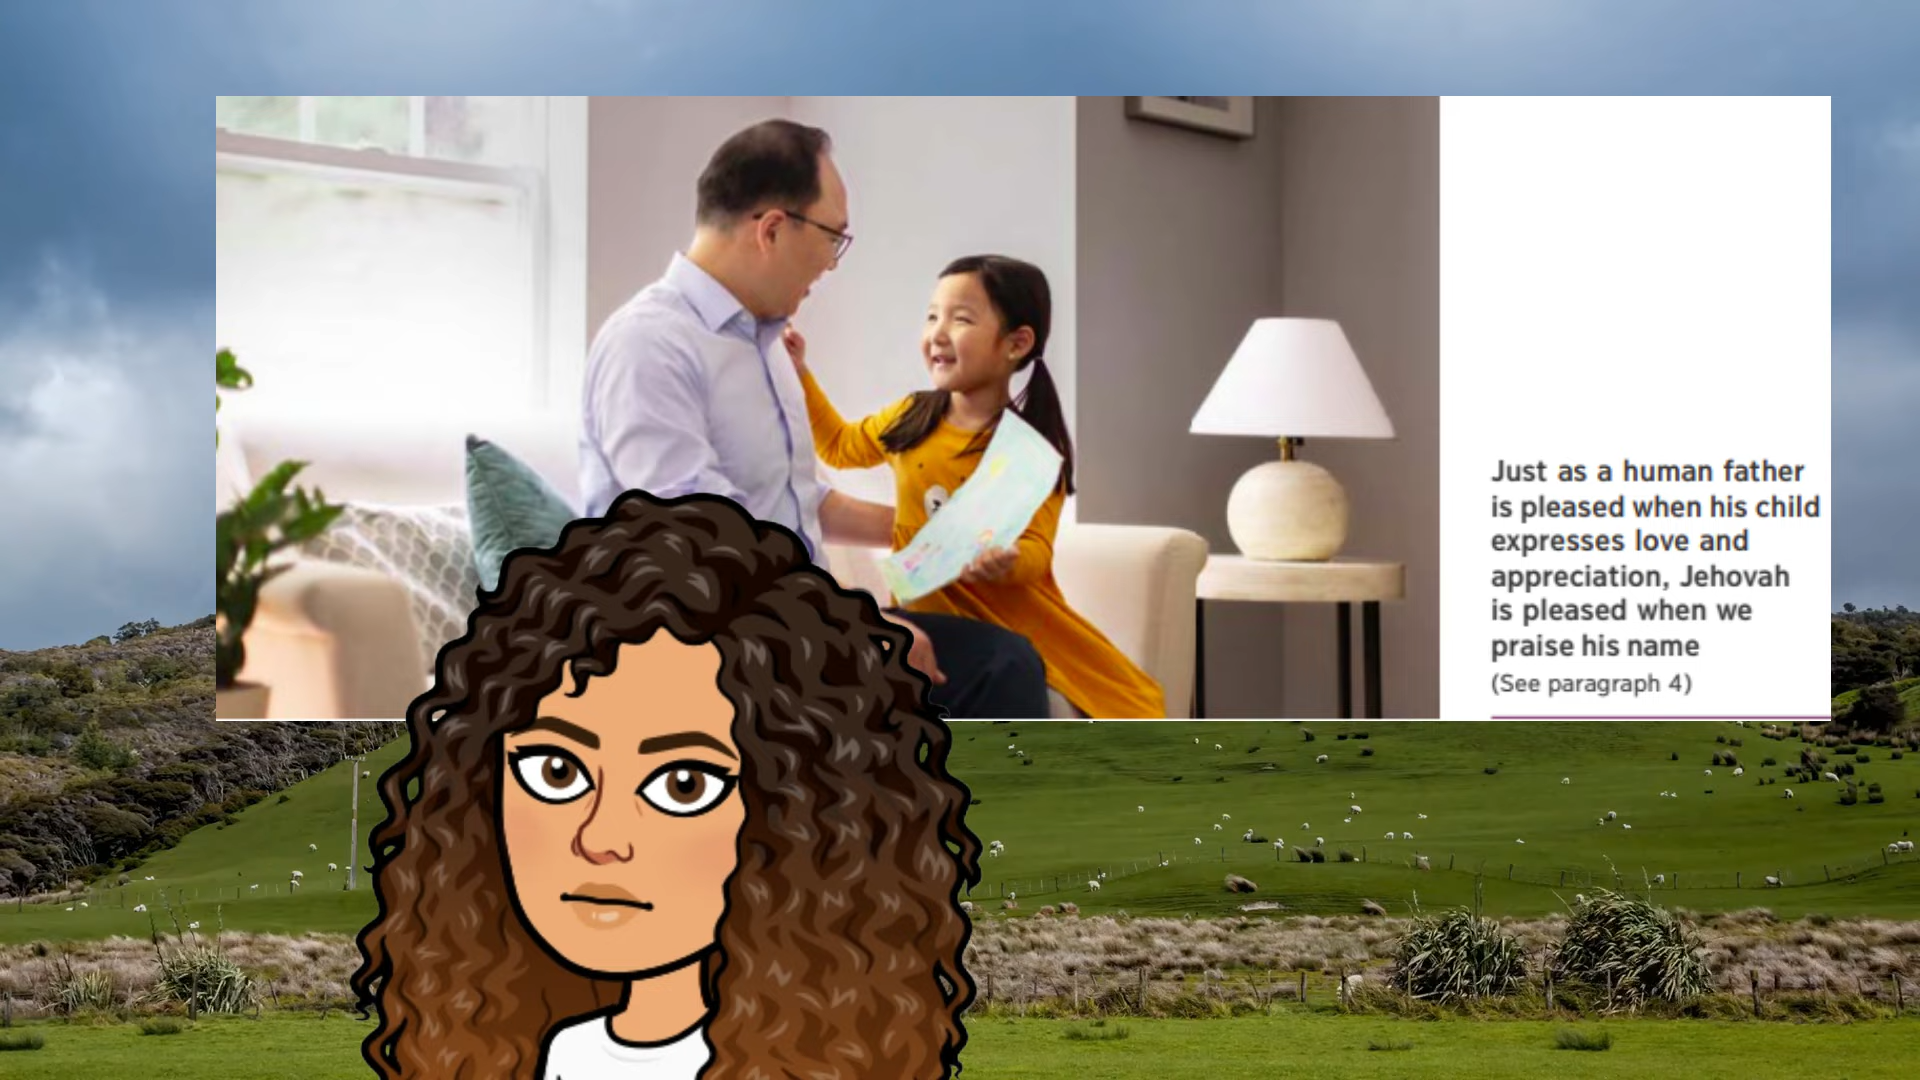 Just as a human father
is pleased when his child
expresses love and
appreciation, Jehovah
is pleased when we
praise his name
(See paragraph 4)